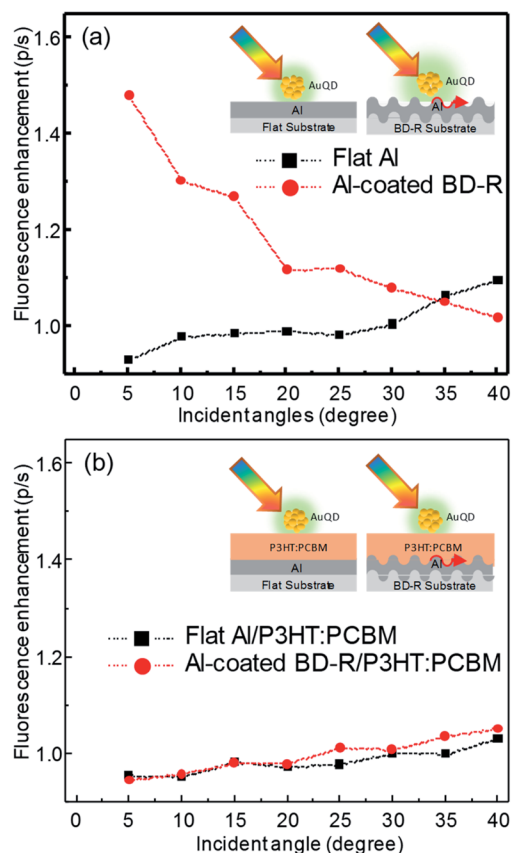 (a)
Fluorescence enhancement (p/s)
1.6
1.4
1.2
1.0
AuQD
Al
Flat Substrate
AuQD
Al
BD-R Substrate
Flat Al
Al-coated BD-R
0 5 10 15 20 25 30 35 40
Incident angles (degree)
(b)
Fluorescence enhancement (p/s)
1.6
1.4
1.2
1.0
AuQD
P3HT:PCBM
Al
Flat Substrate
AuQD
P3HT:PCBM
Al
BD-R Substrate
Flat Al/P3HT:PCBM
Al-coated BD-R/P3HT:PCBM
0 5 10 15 20 25 30 35 40
Incident angle (degree)